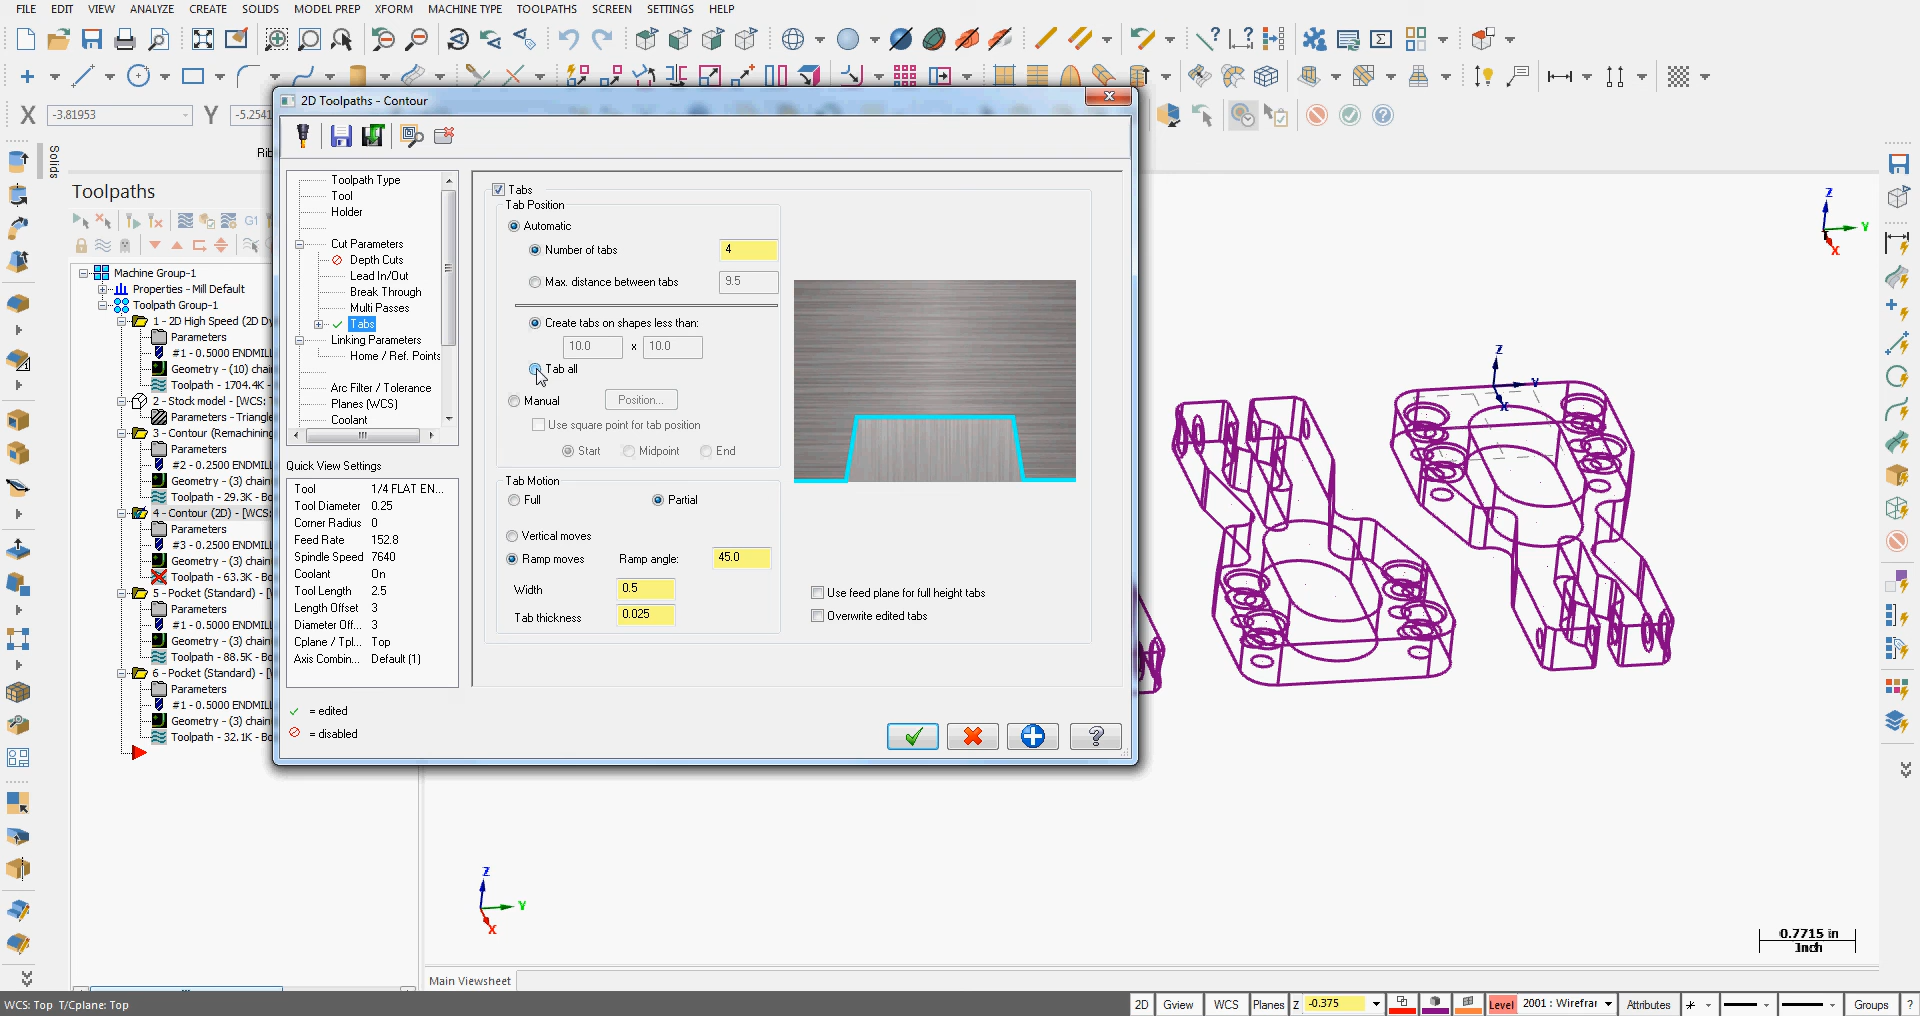 FILE EDIT VIEW ANALYZE CREATE SOLIDS MODEL PREP XFORM MACHINE TYPE TOOLPATHS SCREEN SETTINGS HELP
X -3.81953 Y -5.2541
2D Toolpaths - Contour
Solids
Toolpaths
G1
Machine Group-1
Properties - Mill Default
Toolpath Group-1
1 - 2D High Speed (2D Dy
Parameters
#1 - 0.5000 ENDMILL
Geometry - (10) chain
Toolpath - 1704.4K -
2 - Stock model - [WCS: T
Parameters - Triangle
3 - Contour (Remachining
Parameters
#2 - 0.2500 ENDMILL
Geometry - (3) chain
Toolpath - 29.3K - Bo
4 - Contour (2D) - [WCS:
Parameters
#3 - 0.2500 ENDMILL
Geometry - (3) chain
Toolpath - 63.3K - Bo
5 - Pocket (Standard) - [
Parameters
#1 - 0.5000 ENDMILL
Geometry - (3) chain
Toolpath - 88.5K - Bo
6 - Pocket (Standard) - [
Parameters
#1 - 0.5000 ENDMILL
Geometry - (3) chain
Toolpath - 32.1K - Bo
Toolpath Type
Tool
Holder
Cut Parameters
Depth Cuts
Lead In/Out
Break Through
Multi Passes
Tabs
Linking Parameters
Home / Ref. Points
Arc Filter / Tolerance
Planes (WCS)
Coolant
Quick View Settings
Tool 1/4 FLAT EN...
Tool Diameter 0.25
Corner Radius 0
Feed Rate 152.8
Spindle Speed 7640
Coolant On
Tool Length 2.5
Length Offset 3
Diameter Off... 3
Cplane / Tpl... Top
Axis Combin... Default (1)
= edited
= disabled
Tabs
Tab Position
Automatic
Number of tabs 4
Max. distance between tabs 9.5
Create tabs on shapes less than:
10.0 x 10.0
Tab all
Manual Position...
Use square point for tab position
Start Midpoint End
Tab Motion
Full Partial
Vertical moves
Ramp moves Ramp angle: 45.0
Width 0.5
Tab thickness 0.025
Use feed plane for full height tabs
Overwrite edited tabs
Z
Y
X
Z
Y
X
Z
Y
X
0.7715 in
Inch
Main Viewsheet
WCS: Top T/Cplane: Top
2D Gview WCS Planes Z -0.375 Level 2001 : Wirefrar Attributes Groups ?